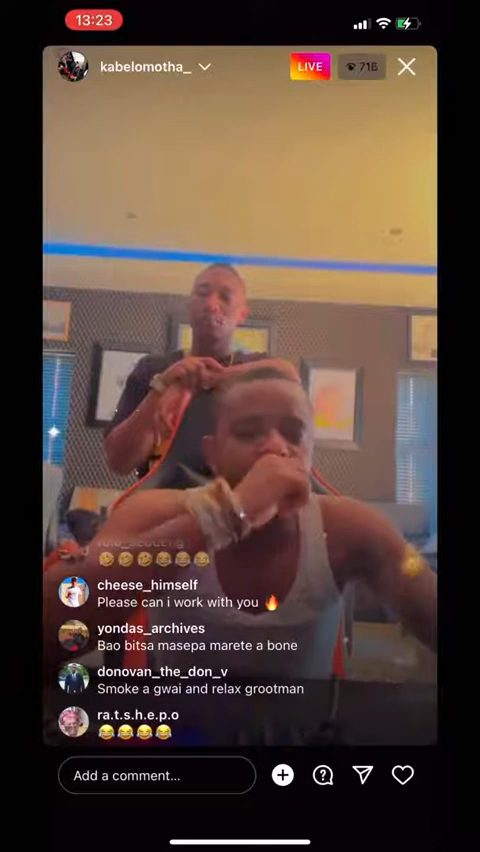 13:23
kabelomotha_
LIVE
716
🤣🤣🤣😂😂😂
cheese_himself
Please can i work with you 🔥
yondas_archives
Bao bitsa masepa marete a bone
donovan_the_don_v
Smoke a gwai and relax grootman
ra.t.s.h.e.p.o
😂😂😂😂
Add a comment...